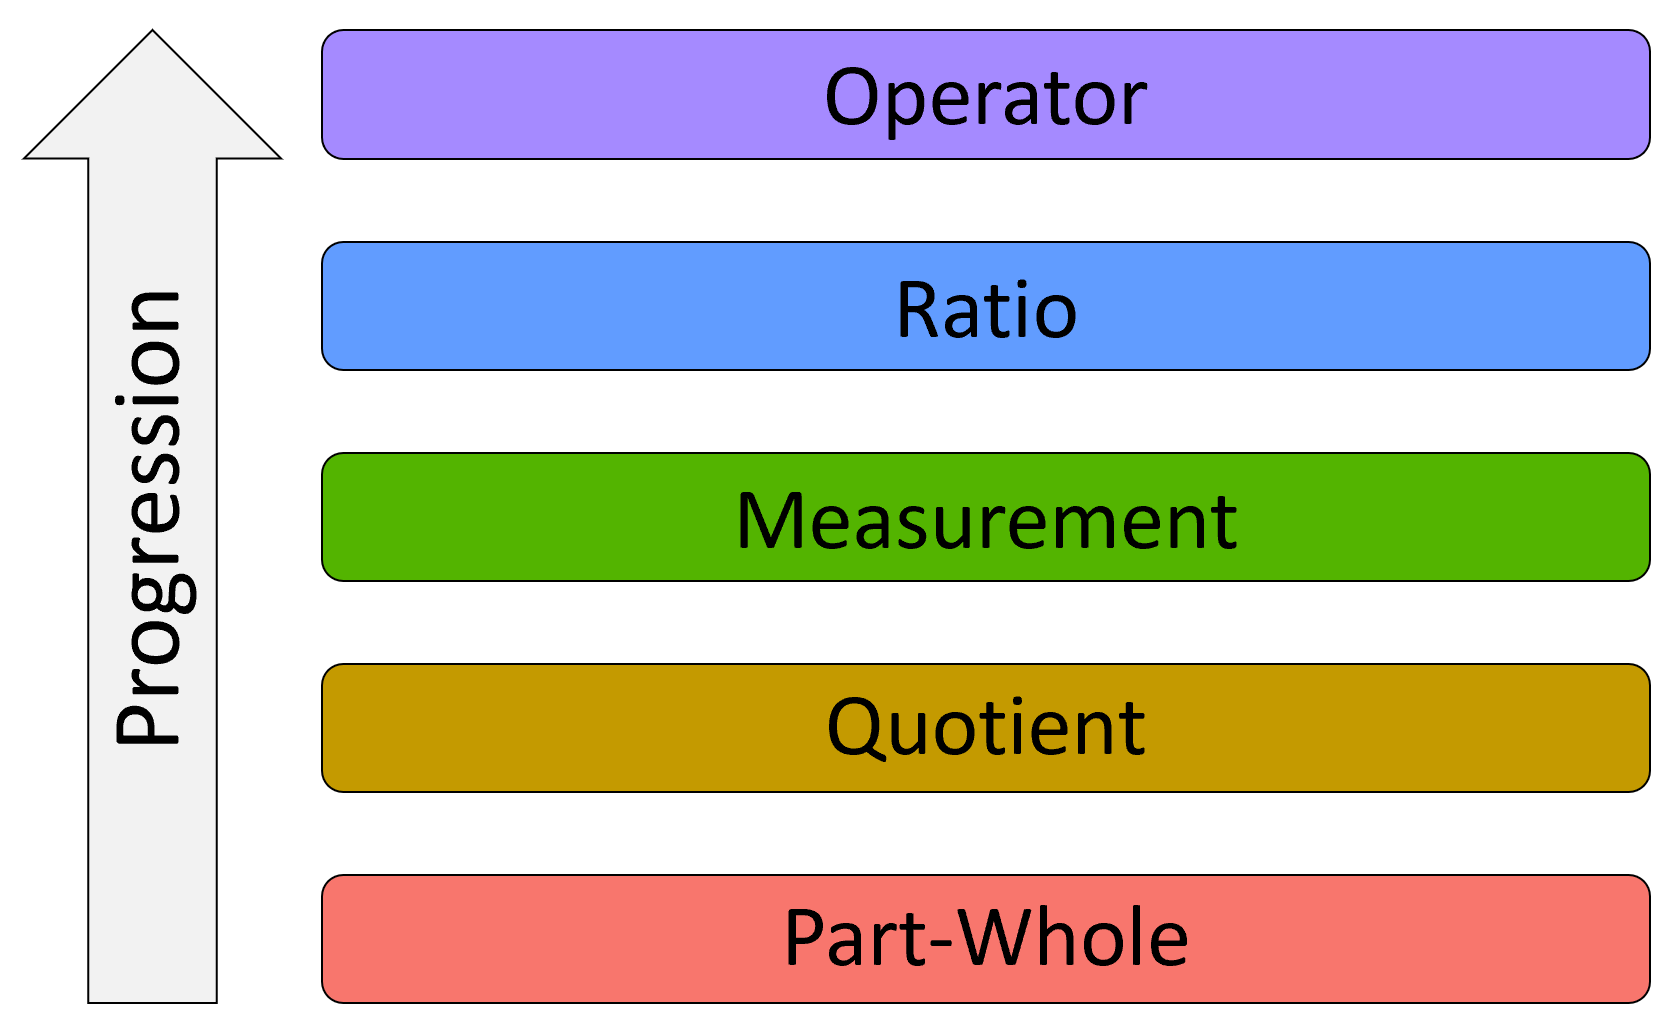 Progression
Operator
Ratio
Measurement
Quotient
Part-Whole